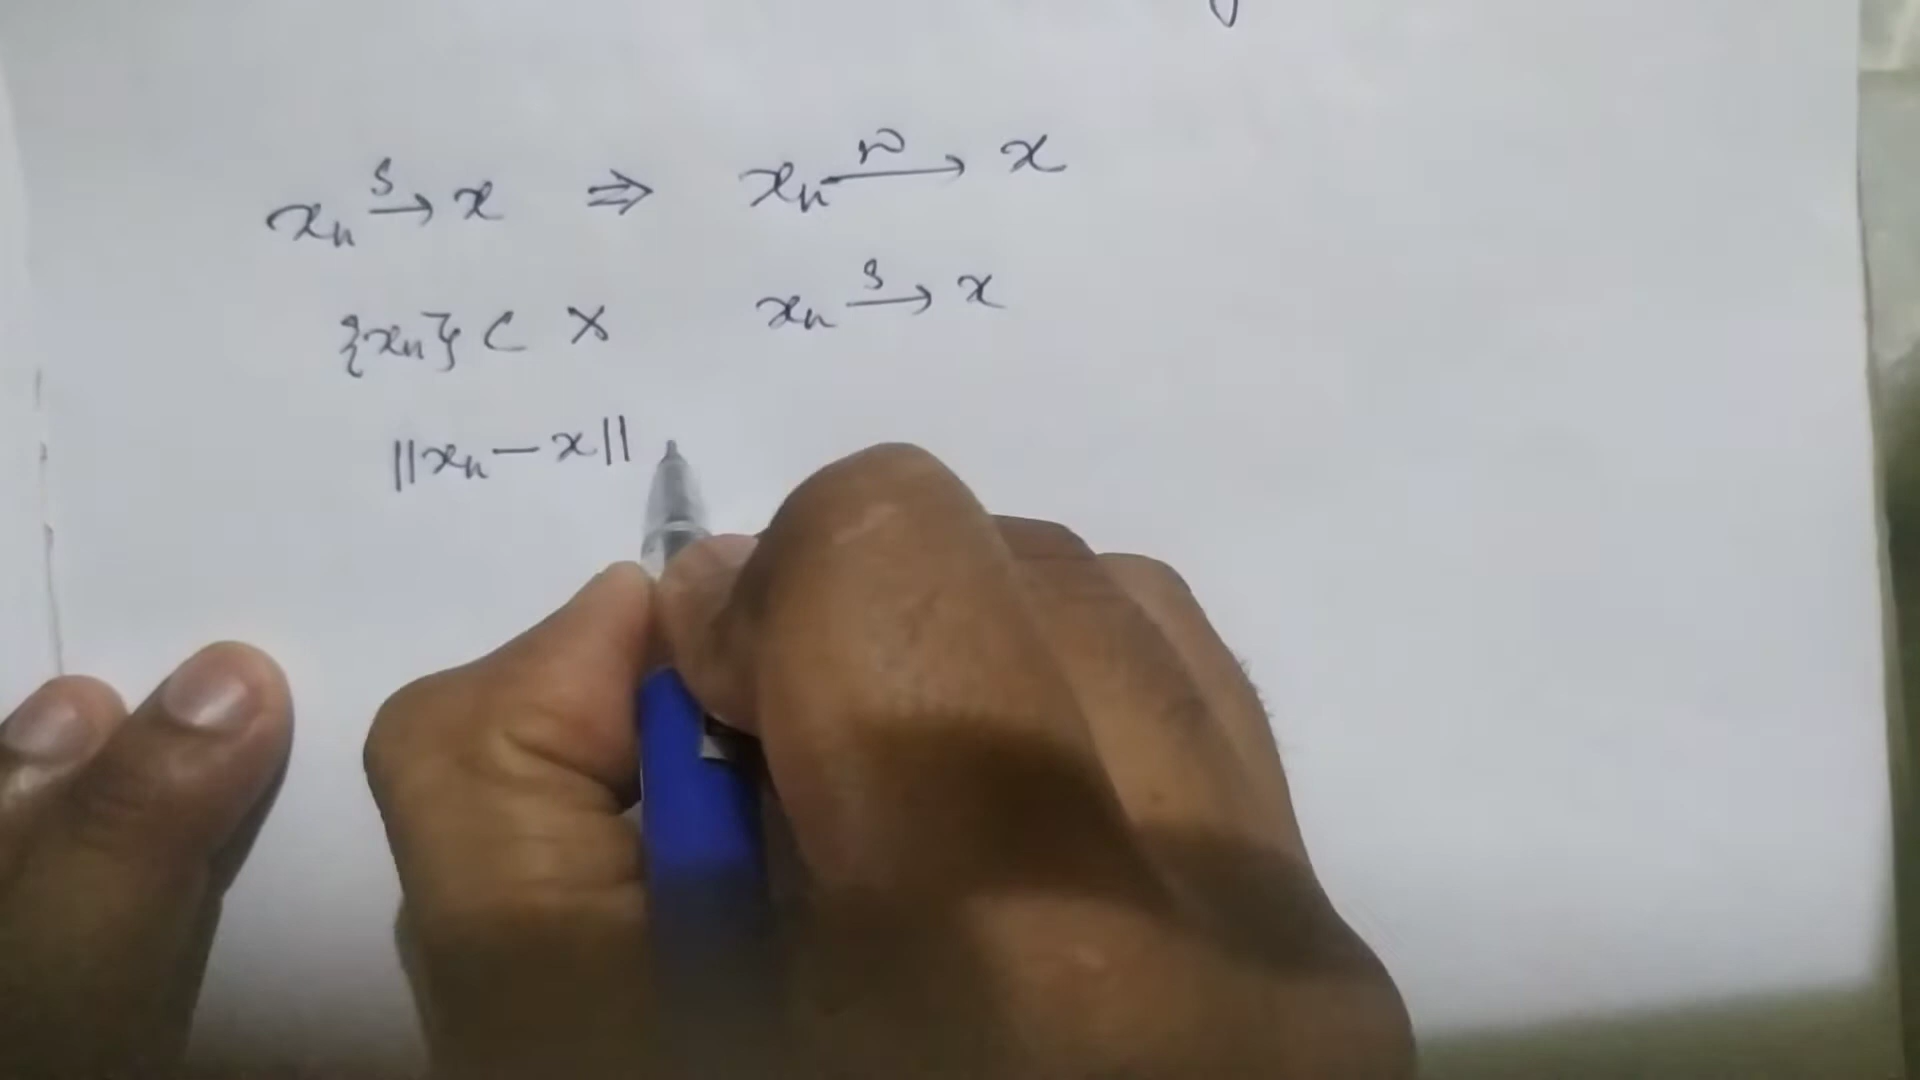 xₙ →ˢ x ⇒ xₙ →ʷ x
{xₙ} ⊂ X xₙ →ˢ x
||xₙ − x||